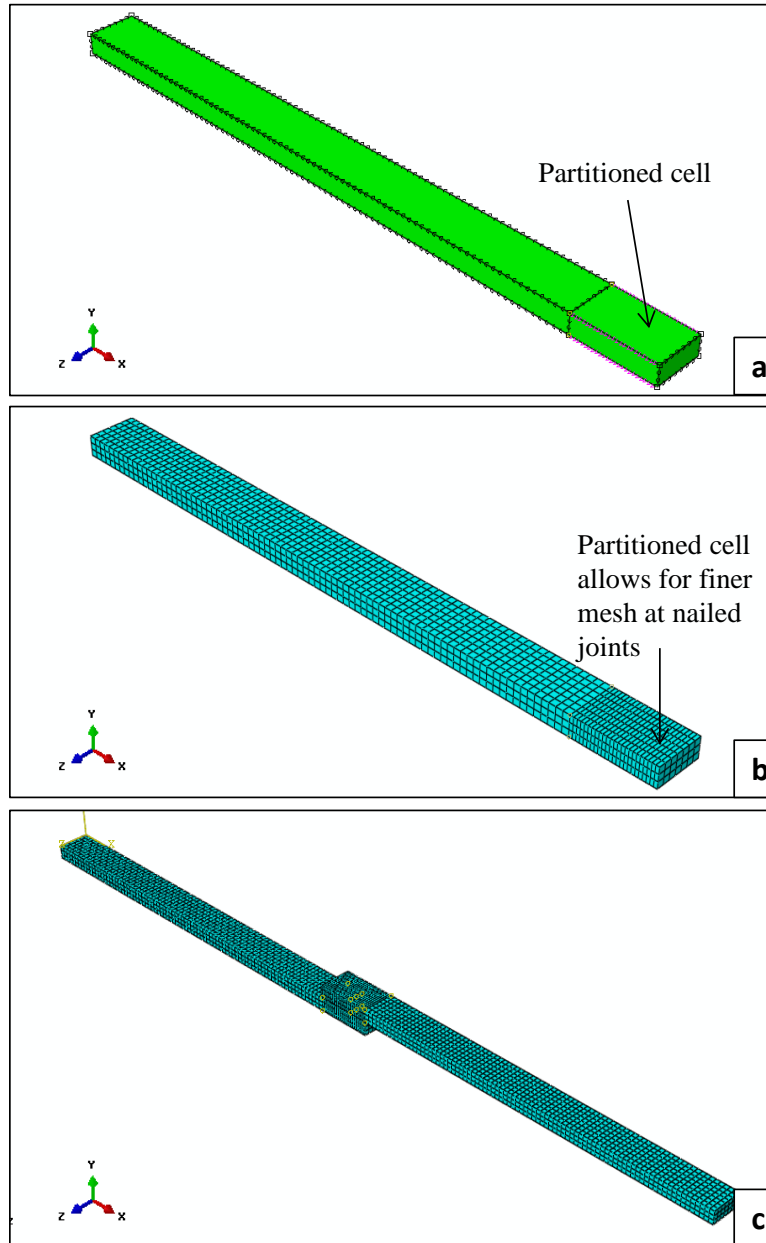 Partitioned cell
Y
Z
X
a
Partitioned cell
allows for finer
mesh at nailed
joints
Y
Z
X
b
Z
X
Y
Z
X
z
c